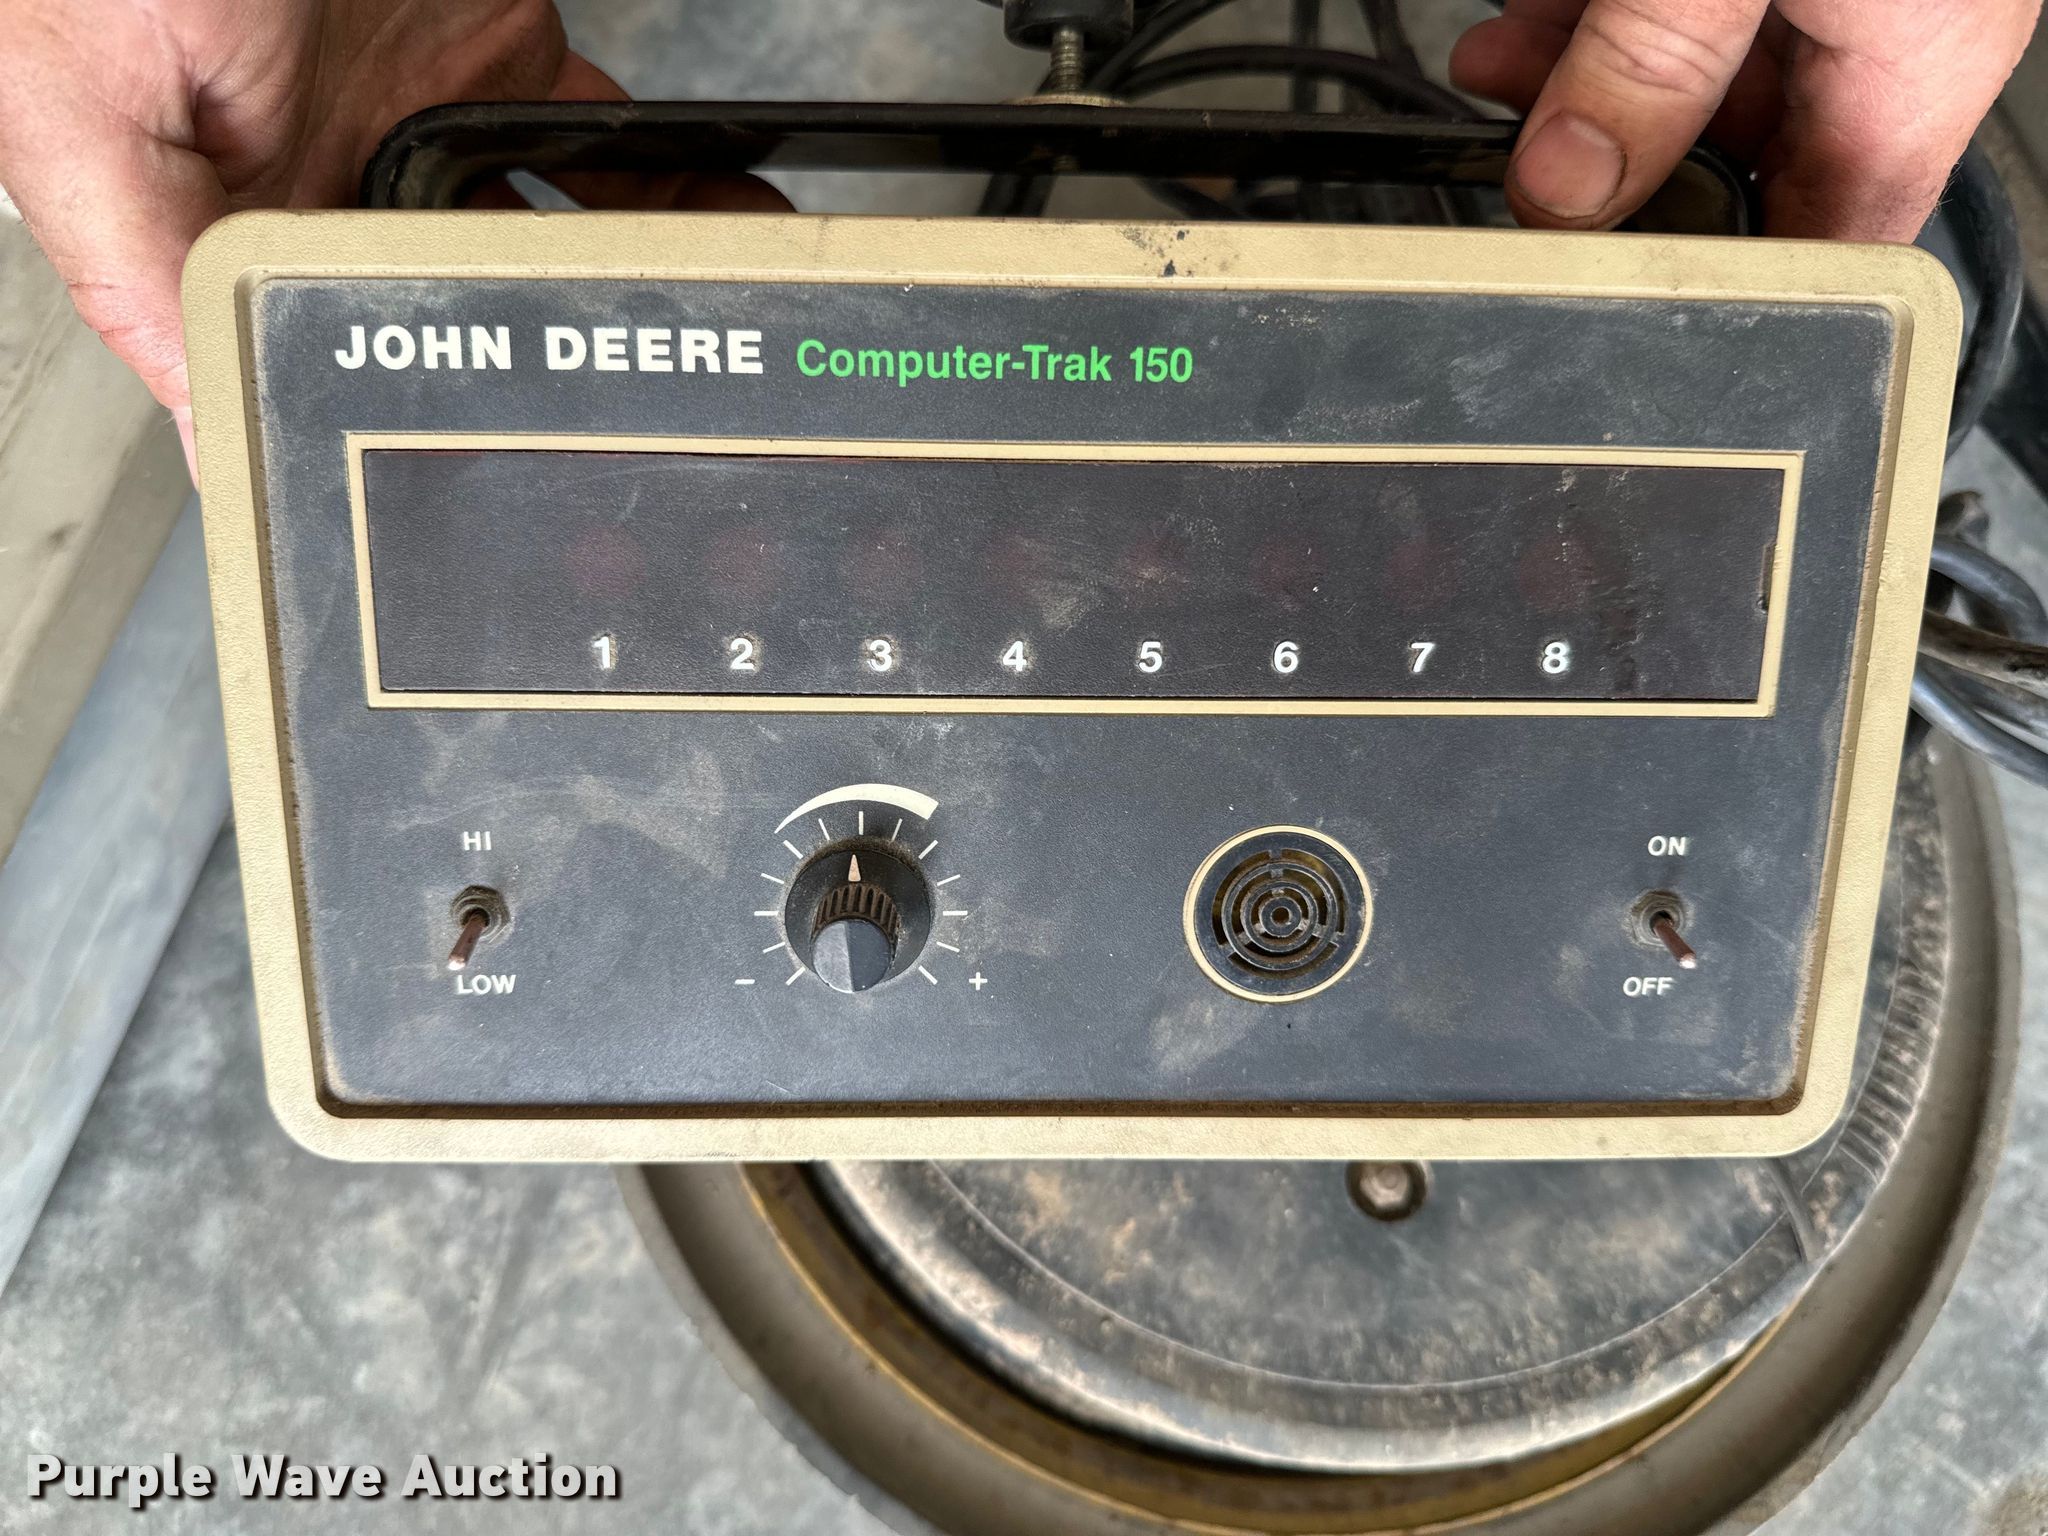 JOHN DEERE Computer-Trak 150
1 2 3 4 5 6 7 8
HI
LOW
- +
ON
OFF
Purple Wave Auction